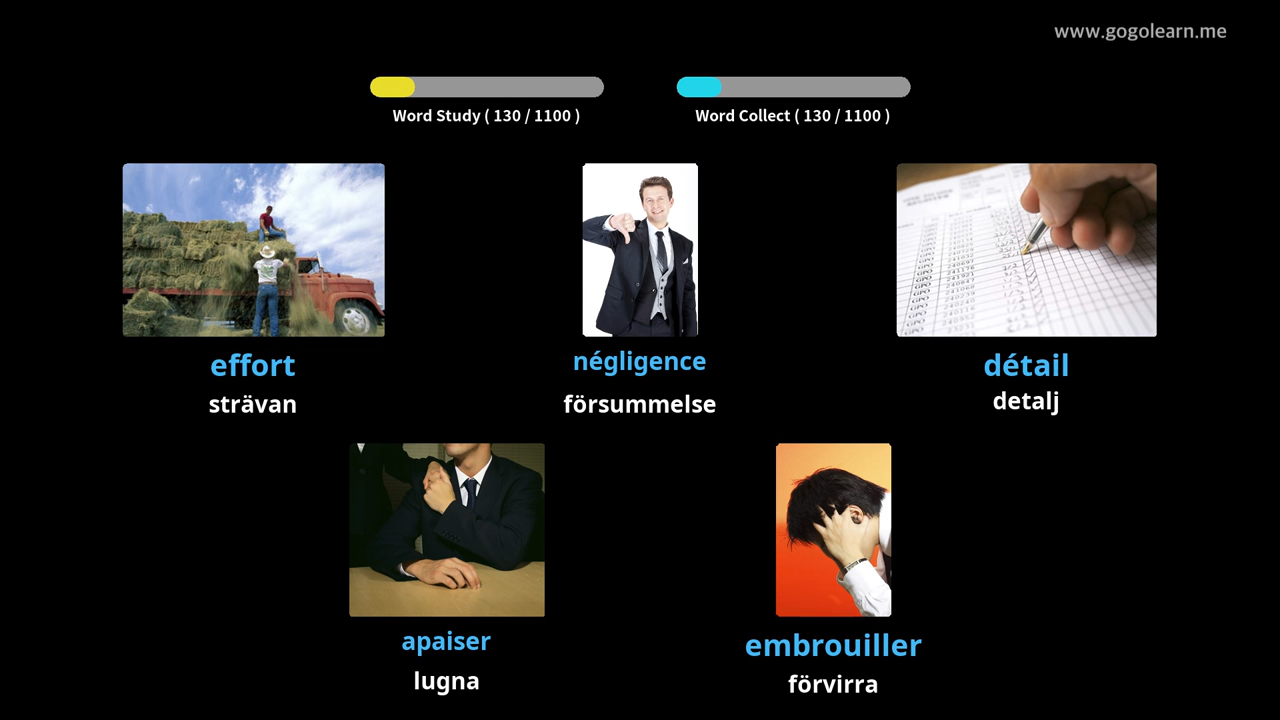 www.gogolearn.me
Word Study ( 130 / 1100 )
Word Collect ( 130 / 1100 )
effort
négligence
détail
strävan
försummelse
detalj
apaiser
embrouiller
lugna
förvirra